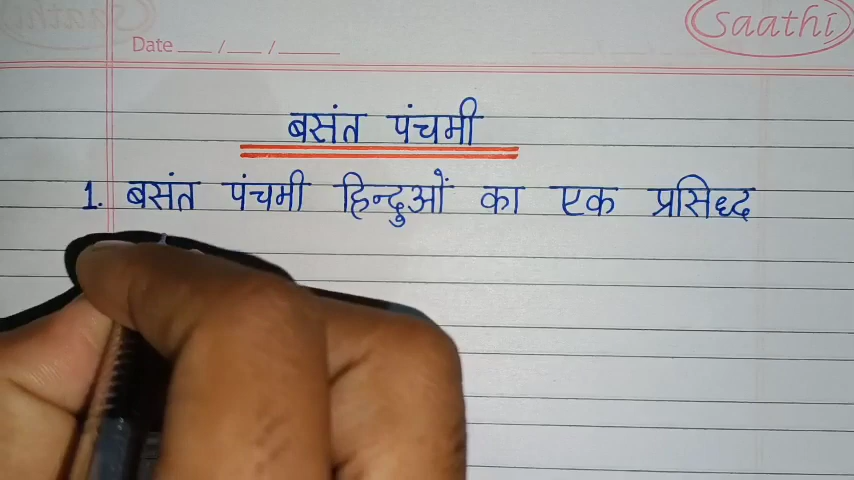 Saathi
Date ___ / ___ / _____
बसंत पंचमी
1. बसंत पंचमी हिन्दुओं का एक प्रसिध्द